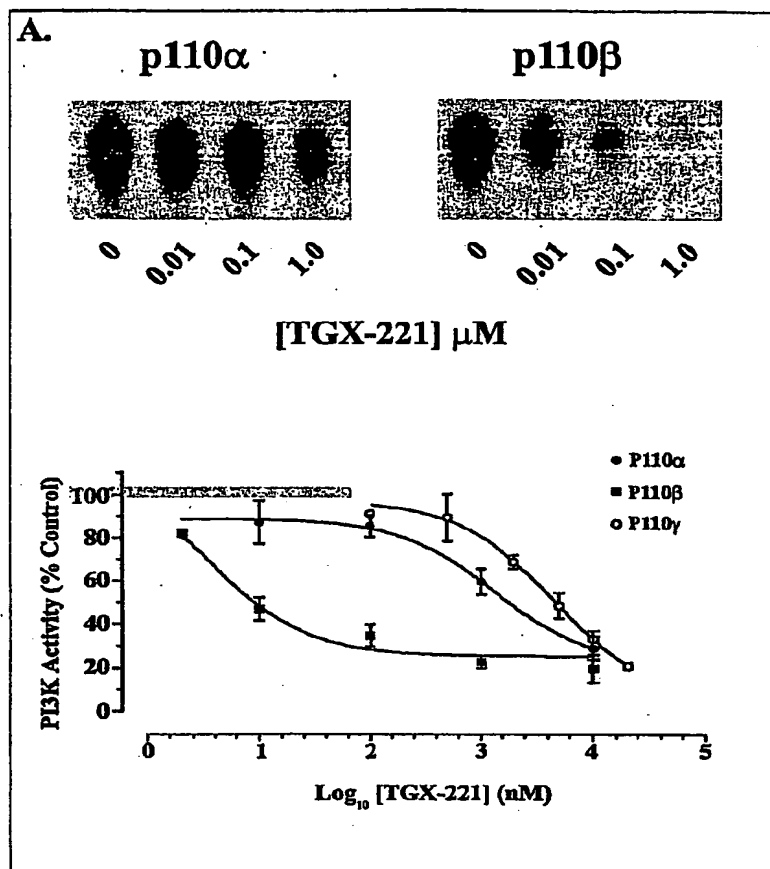 A.
p110α p110β
0 0.01 0.1 1.0 0 0.01 0.1 1.0
[TGX-221] μM
PI3K Activity (% Control)
100
80
60
40
20
0
P110α
P110β
P110γ
0 1 2 3 4 5
Log₁₀ [TGX-221] (nM)